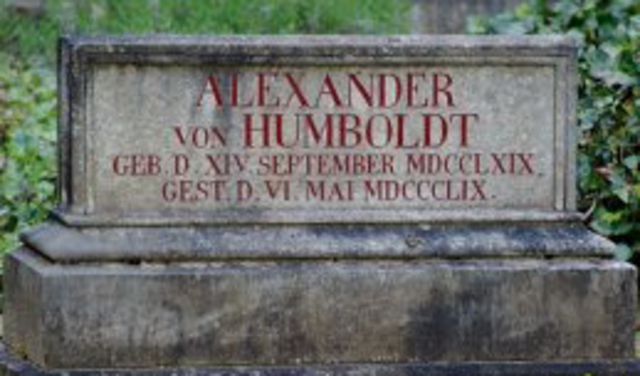 ALEXANDER
VON HUMBOLDT
GEB. D. XIV. SEPTEMBER MDCCLXIX.
GEST. D. VI. MAI MDCCCLIX.